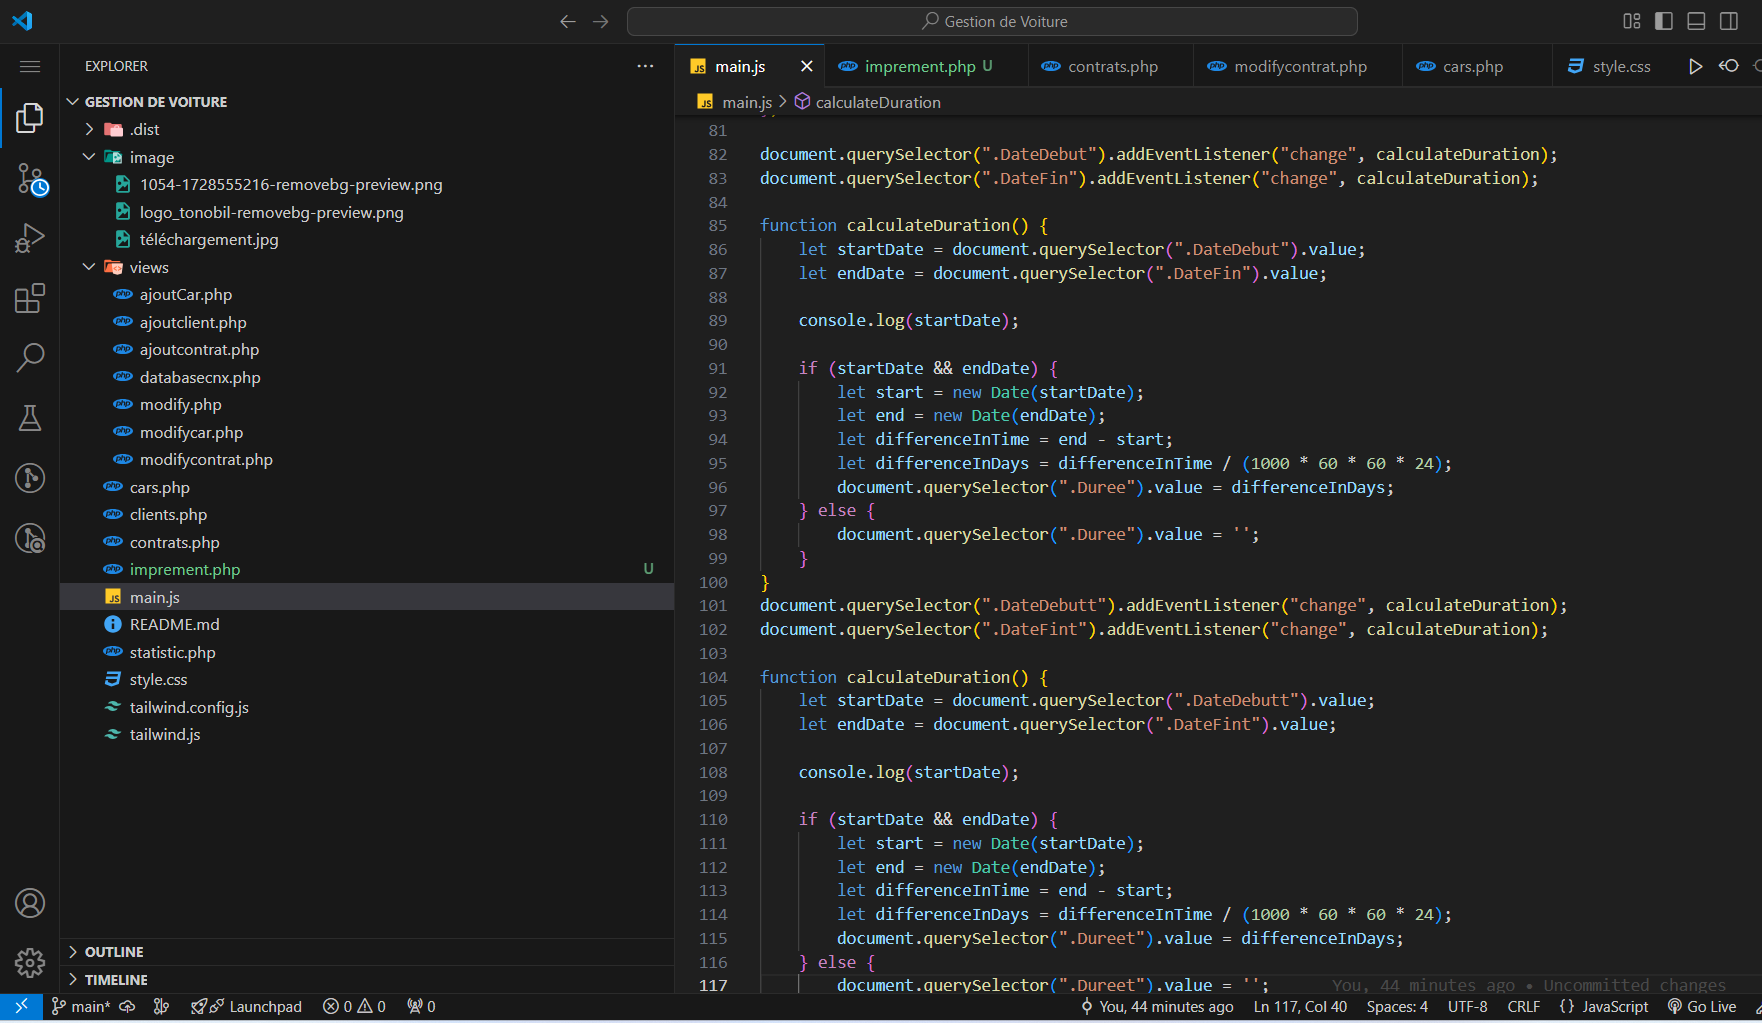 Gestion de Voiture
EXPLORER
GESTION DE VOITURE
.dist
image
1054-1728555216-removebg-preview.png
logo_tonobil-removebg-preview.png
téléchargement.jpg
views
ajoutCar.php
ajoutclient.php
ajoutcontrat.php
databasecnx.php
modify.php
modifycar.php
modifycontrat.php
cars.php
clients.php
contrats.php
imprement.php U
main.js
README.md
statistic.php
style.css
tailwind.config.js
tailwind.js
OUTLINE
TIMELINE
main.js imprement.php U contrats.php modifycontrat.php cars.php style.css
main.js > calculateDuration
81
82 document.querySelector(".DateDebut").addEventListener("change", calculateDuration);
83 document.querySelector(".DateFin").addEventListener("change", calculateDuration);
84
85 function calculateDuration() {
86 let startDate = document.querySelector(".DateDebut").value;
87 let endDate = document.querySelector(".DateFin").value;
88
89 console.log(startDate);
90
91 if (startDate && endDate) {
92 let start = new Date(startDate);
93 let end = new Date(endDate);
94 let differenceInTime = end - start;
95 let differenceInDays = differenceInTime / (1000 * 60 * 60 * 24);
96 document.querySelector(".Duree").value = differenceInDays;
97 } else {
98 document.querySelector(".Duree").value = '';
99 }
100 }
101 document.querySelector(".DateDebutt").addEventListener("change", calculateDuration);
102 document.querySelector(".DateFint").addEventListener("change", calculateDuration);
103
104 function calculateDuration() {
105 let startDate = document.querySelector(".DateDebutt").value;
106 let endDate = document.querySelector(".DateFint").value;
107
108 console.log(startDate);
109
110 if (startDate && endDate) {
111 let start = new Date(startDate);
112 let end = new Date(endDate);
113 let differenceInTime = end - start;
114 let differenceInDays = differenceInTime / (1000 * 60 * 60 * 24);
115 document.querySelector(".Dureet").value = differenceInDays;
116 } else {
117 document.querySelector(".Dureet").value = ''; You, 44 minutes ago • Uncommitted changes
main* Launchpad 0 0 0 You, 44 minutes ago Ln 117, Col 40 Spaces: 4 UTF-8 CRLF {} JavaScript Go Live